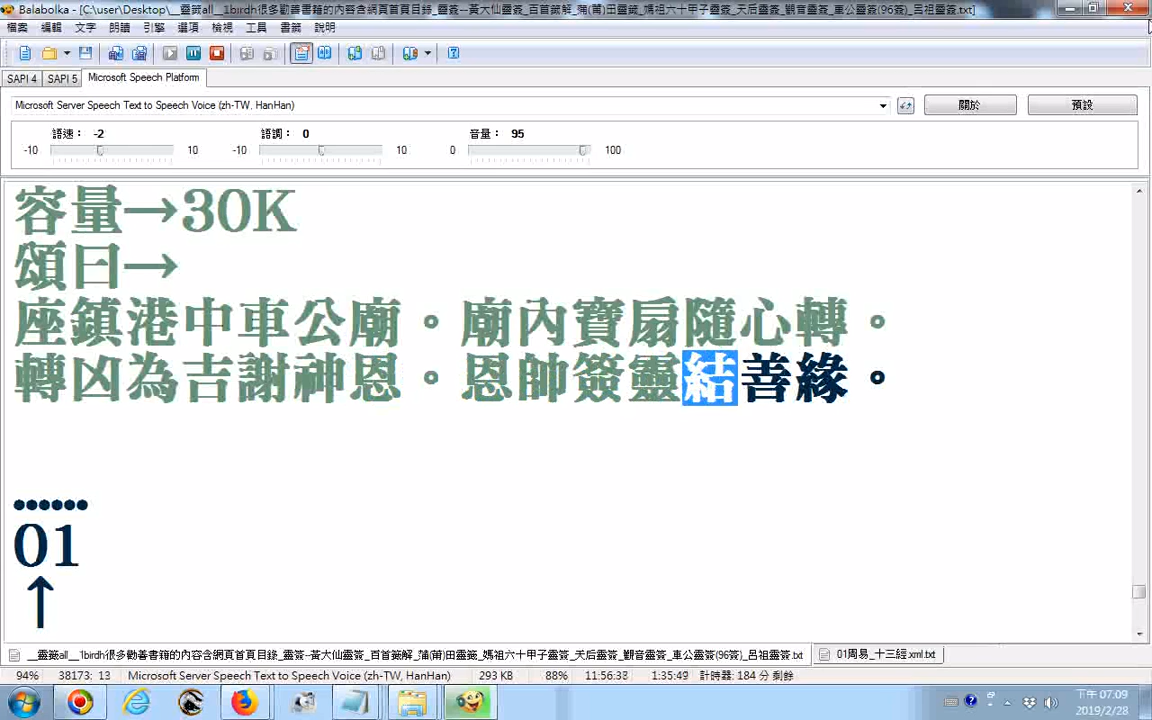 Balabolka - [C:\user\Desktop\__靈籤all__1birdh很多勸善書籍的內容含網頁首頁目錄_靈簽--黃大仙靈簽_百首籤解_蒲(莆)田靈籤_媽祖六十甲子靈簽_天后靈簽_觀音靈簽_車公靈簽(96簽)_呂祖靈簽.txt]
檔案 編輯 文字 朗讀 引擎 選項 檢視 工具 書籤 說明
SAPI 4 SAPI 5 Microsoft Speech Platform
Microsoft Server Speech Text to Speech Voice (zh-TW, HanHan) 關於 預設
語速： -2 語調： 0 音量： 95
-10 10 -10 10 0 100
容量→30K
頌曰→
座鎮港中車公廟。廟內寶扇隨心轉。
轉凶為吉謝神恩。恩帥簽靈結善緣。
••••••
01
↑
__靈籤all__1birdh很多勸善書籍的內容含網頁首頁目錄_靈簽--黃大仙靈簽_百首籤解_蒲(莆)田靈籤_媽祖六十甲子靈簽_天后靈簽_觀音靈簽_車公靈簽(96簽)_呂祖靈簽.txt 01周易_十三經.xml.txt
94% 38173: 13 Microsoft Server Speech Text to Speech Voice (zh-TW, HanHan) 293 KB 88% 11:56:38 1:35:49 計時器: 184 分 剩餘
下午 07:09
2019/2/28